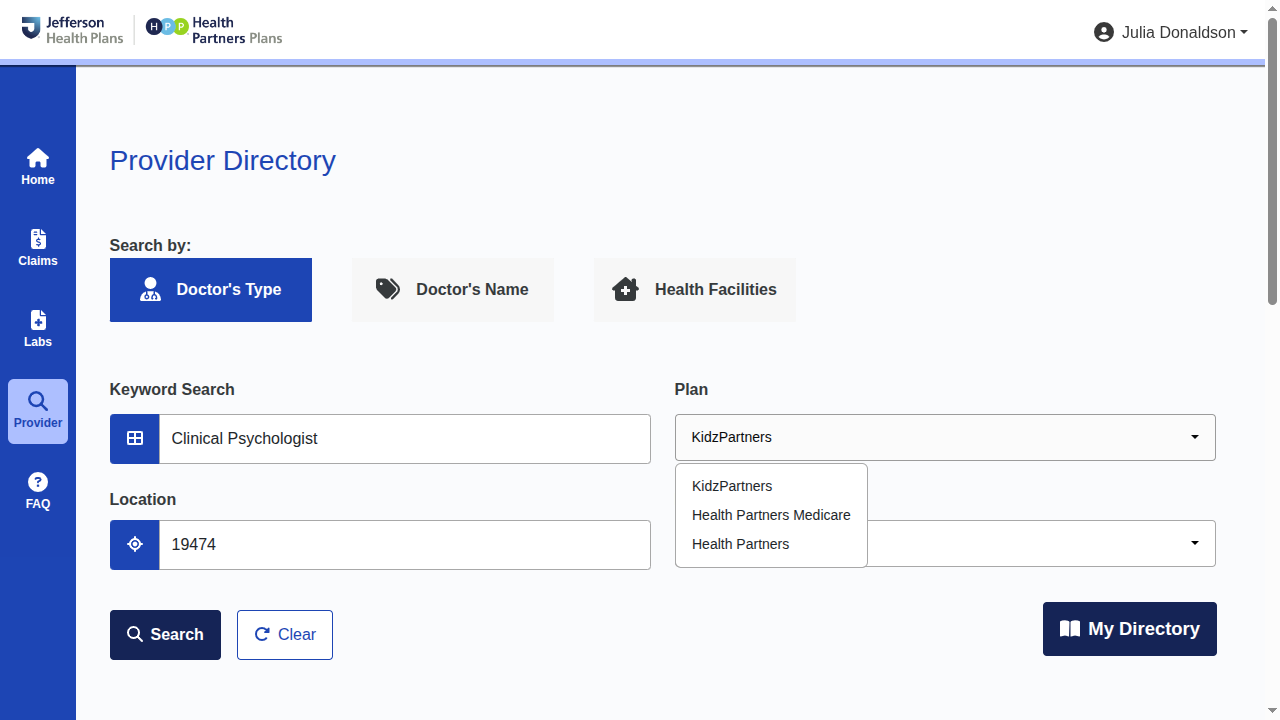 Jefferson
Health Plans
HPP
Health
Partners Plans
Julia Donaldson
Home
Claims
Labs
Provider
FAQ
Provider Directory
Search by:
Doctor's Type
Doctor's Name
Health Facilities
Keyword Search
Clinical Psychologist
Plan
KidzPartners
KidzPartners
Health Partners Medicare
Health Partners
Location
19474
Search
Clear
My Directory